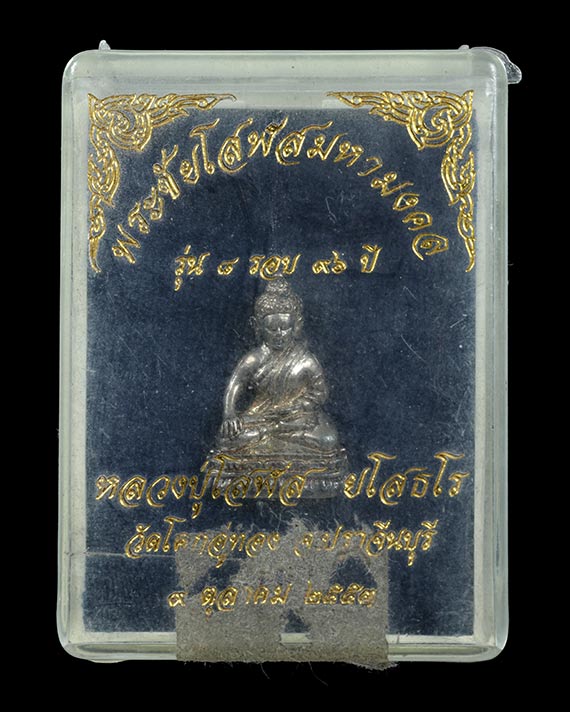 พระชัยโสฬสมหามงคล
รุ่น ๘ รอบ ๙๖ ปี
หลวงปู่โสฬส ยโสธโร
วัดโคกอู่ทอง จ.ปราจีนบุรี
๙ ตุลาคม ๒๕๕๓